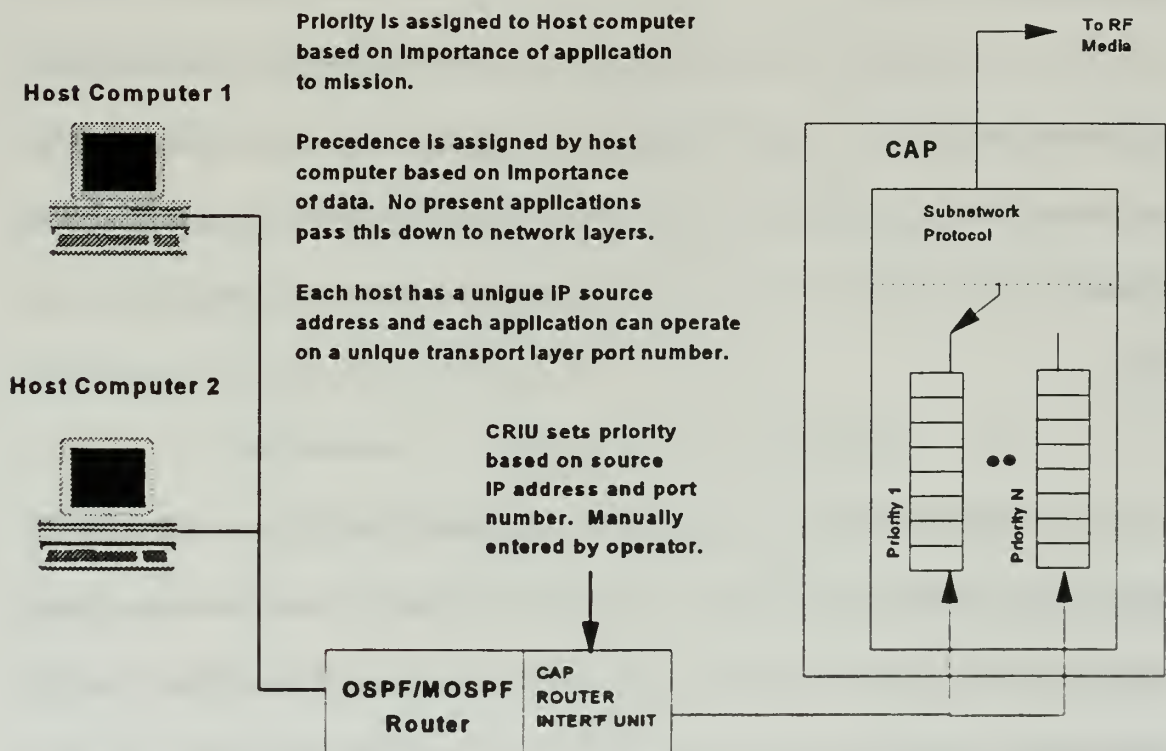 Priority is assigned to Host computer
based on importance of application
to mission.
To RF
Media
Host Computer 1
Precedence is assigned by host
computer based on importance
of data. No present applications
pass this down to network layers.
CAP
Subnetwork
Protocol
Each host has a unique IP source
address and each application can operate
on a unique transport layer port number.
Host Computer 2
CRIU sets priority
based on source
IP address and port
number. Manually
entered by operator.
Priority 1
Priority N
OSPF/MOSPF
Router
CAP
ROUTER
INTERF UNIT